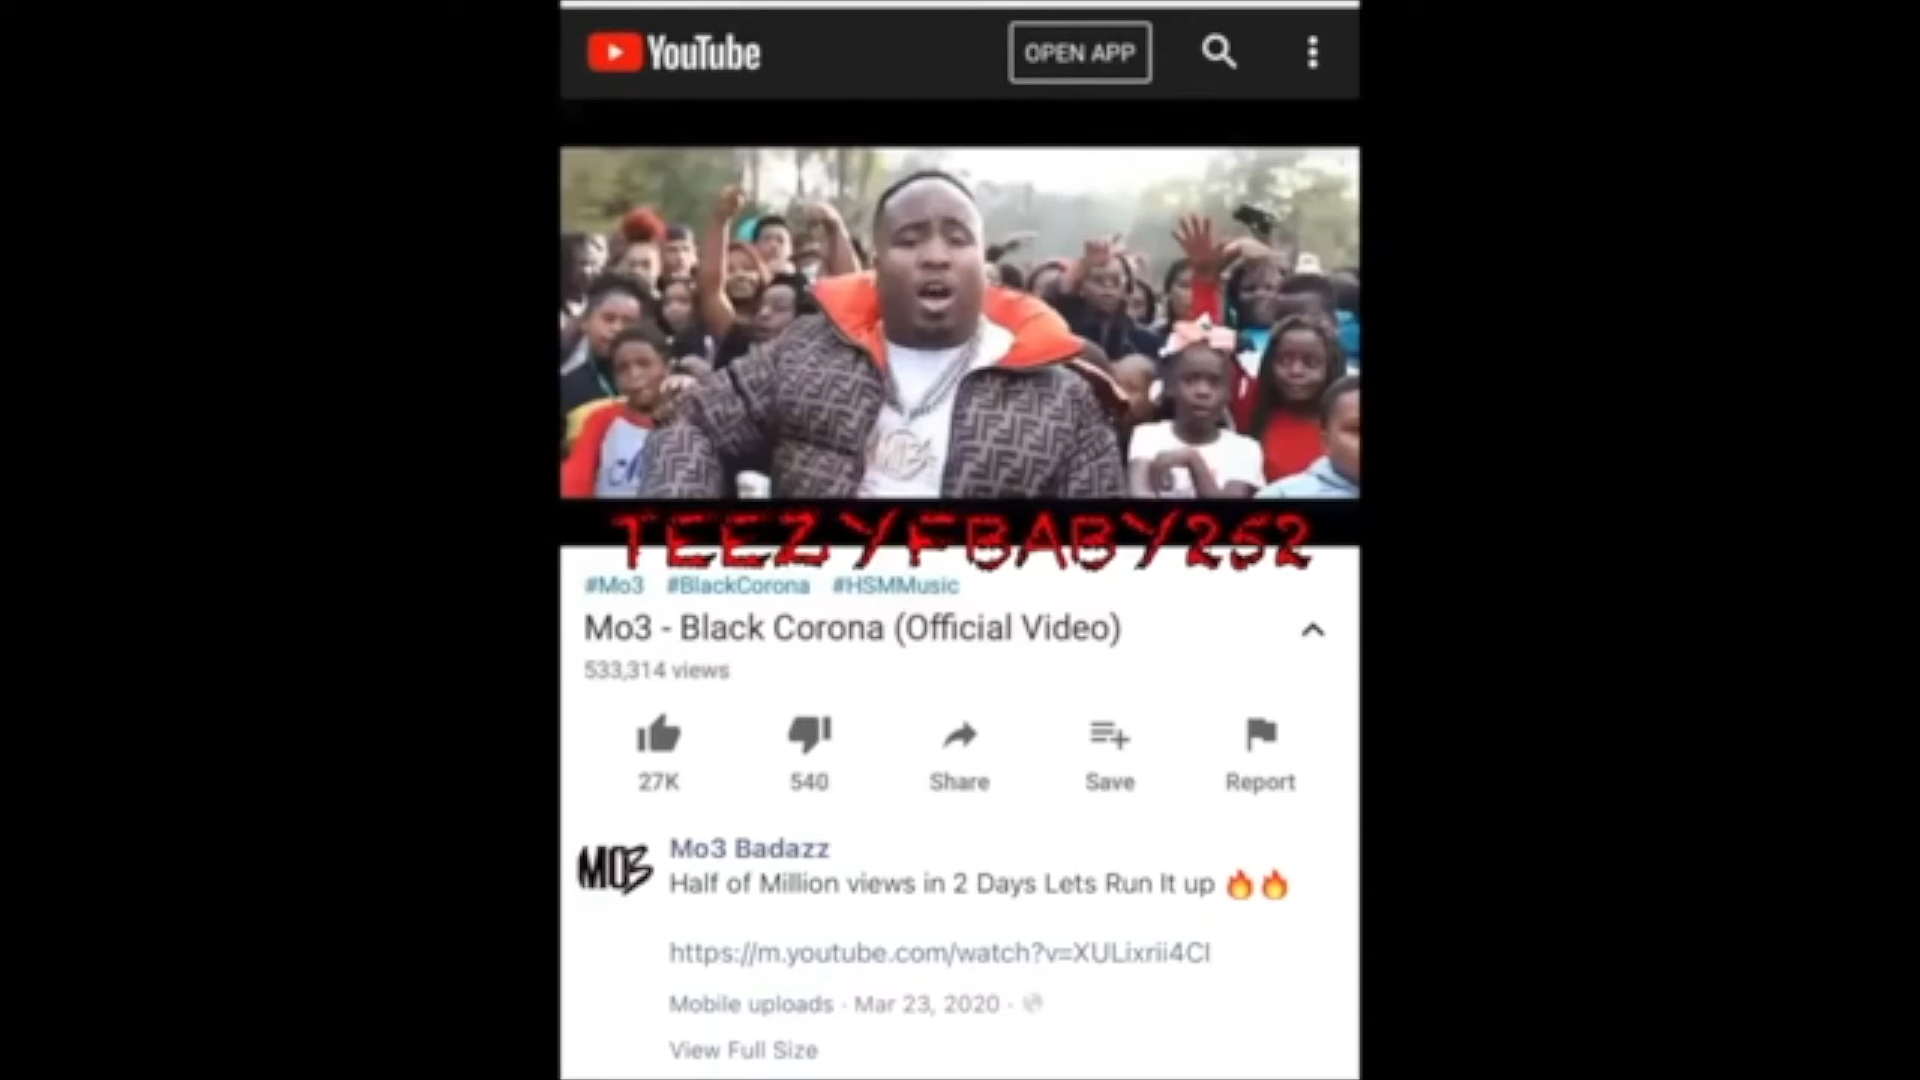 YouTube
OPEN APP
MO3
TEEZYFBABY252
#Mo3 #BlackCorona #HSMMusic
Mo3 - Black Corona (Official Video)
533,314 views
27K 540 Share Save Report
MO3
Mo3 Badazz
Half of Million views in 2 Days Lets Run It up 🔥🔥
https://m.youtube.com/watch?v=XULixrii4CI
Mobile uploads · Mar 23, 2020 ·
View Full Size